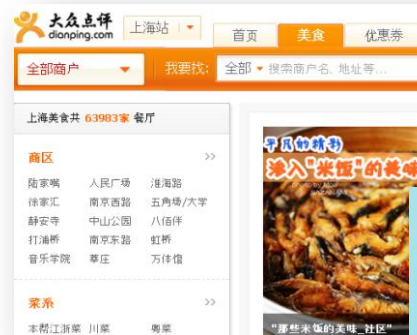 大众点评
dianping.com
上海站
首页 美食 优惠券
全部商户
我要找: 全部 搜索商户名、地址等...
上海美食共 63983家 餐厅
商区 >>
陆家嘴 人民广场 淮海路
徐家汇 南京西路 五角场/大学
静安寺 中山公园 八佰伴
打浦桥 南京东路 虹桥
音乐学院 莘庄 万体馆
菜系 >>
本帮江浙菜 川菜 粤菜
平凡的精彩
渗入"米饭"的美味
"那些米饭的美味_社区"